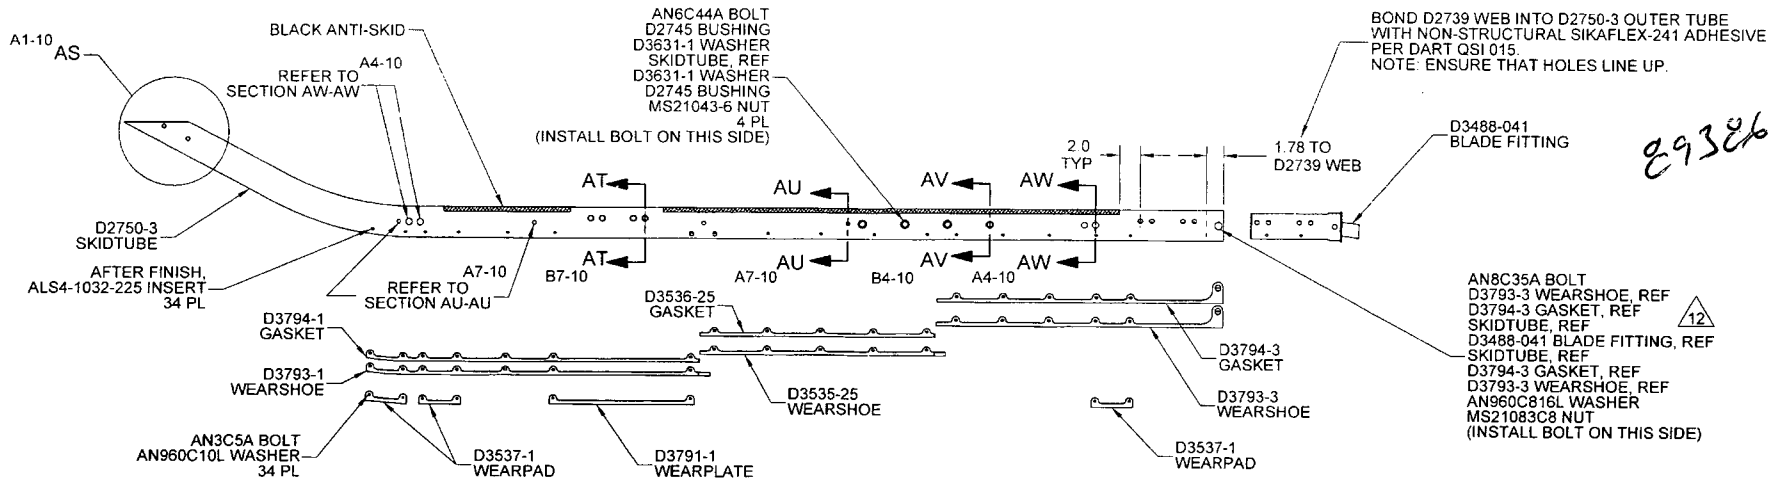 A1-10
AS
BLACK ANTI-SKID
A4-10
REFER TO
SECTION AW-AW
AN6C44A BOLT
D2745 BUSHING
D3631-1 WASHER
SKIDTUBE, REF
D3631-1 WASHER
D2745 BUSHING
MS21043-6 NUT
4 PL
(INSTALL BOLT ON THIS SIDE)
BOND D2739 WEB INTO D2750-3 OUTER TUBE
WITH NON-STRUCTURAL SIKAFLEX-241 ADHESIVE
PER DART QSI 015.
NOTE: ENSURE THAT HOLES LINE UP.
2.0
TYP
1.78 TO
D2739 WEB
D3488-041
BLADE FITTING
89386
AT
AU
AV
AW
D2750-3
SKIDTUBE
AFTER FINISH,
ALS4-1032-225 INSERT
34 PL
REFER TO
SECTION AU-AU
A7-10
B7-10
AT
A7-10
AU
B4-10
AV
A4-10
AW
D3794-1
GASKET
D3793-1
WEARSHOE
AN3C5A BOLT
AN960C10L WASHER
34 PL
D3537-1
WEARPAD
D3791-1
WEARPLATE
D3536-25
GASKET
D3535-25
WEARSHOE
D3794-3
GASKET
D3793-3
WEARSHOE
D3537-1
WEARPAD
AN8C35A BOLT
D3793-3 WEARSHOE, REF
D3794-3 GASKET, REF
SKIDTUBE, REF
D3488-041 BLADE FITTING, REF
SKIDTUBE, REF
D3794-3 GASKET, REF
D3793-3 WEARSHOE, REF
AN960C816L WASHER
MS21083C8 NUT
(INSTALL BOLT ON THIS SIDE)
12